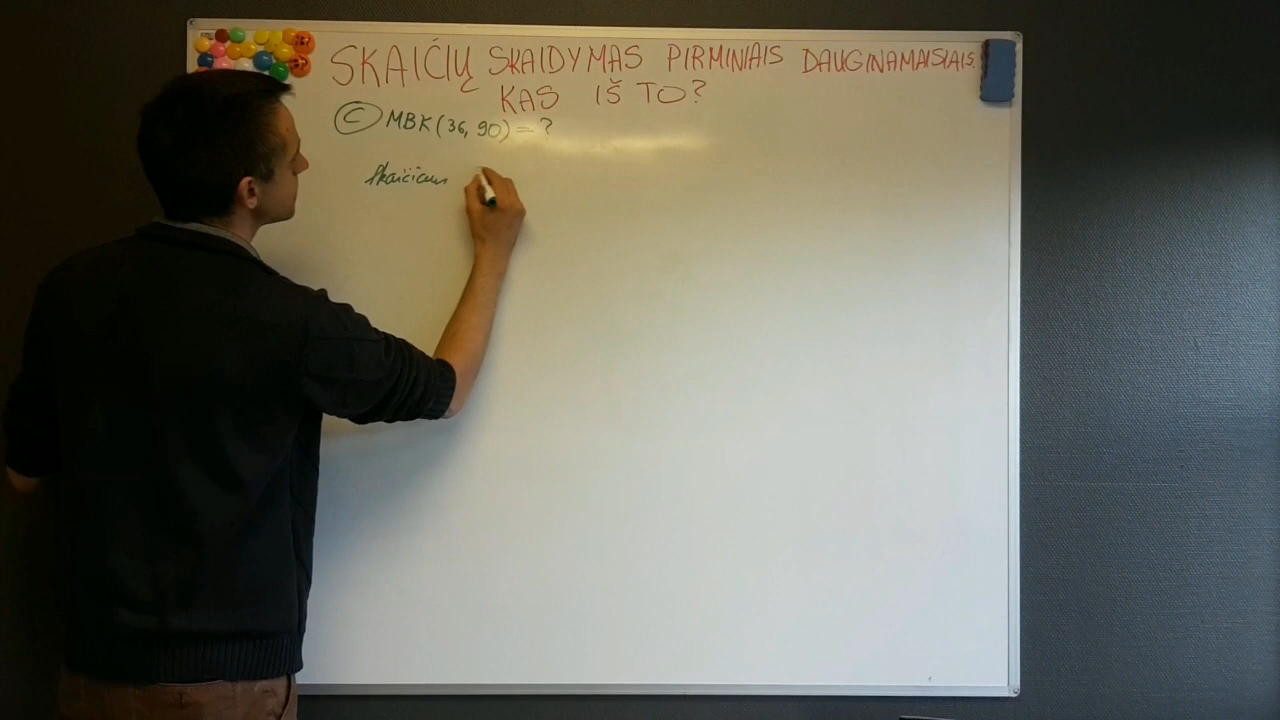 SKAIČIŲ SKAIDYMAS PIRMINIAIS DAUGINAMAISIAIS.
KAS IŠ TO?
Ⓒ MBK(36, 90) = ?
Skaičiaus